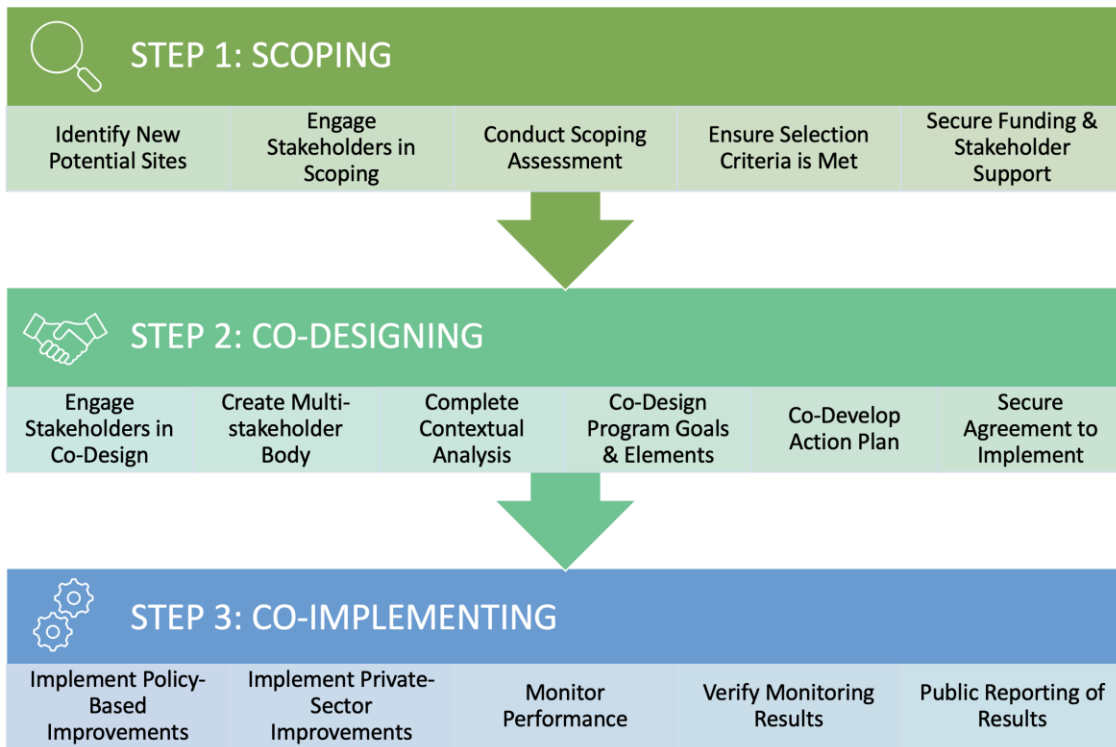 STEP 1: SCOPING
Identify New
Potential Sites
Engage
Stakeholders in
Scoping
Conduct Scoping
Assessment
Ensure Selection
Criteria is Met
Secure Funding &
Stakeholder
Support
STEP 2: CO-DESIGNING
Engage
Stakeholders in
Co-Design
Create Multi-
stakeholder
Body
Complete
Contextual
Analysis
Co-Design
Program Goals
& Elements
Co-Develop
Action Plan
Secure
Agreement to
Implement
STEP 3: CO-IMPLEMENTING
Implement Policy-
Based
Improvements
Implement Private-
Sector
Improvements
Monitor
Performance
Verify Monitoring
Results
Public Reporting of
Results